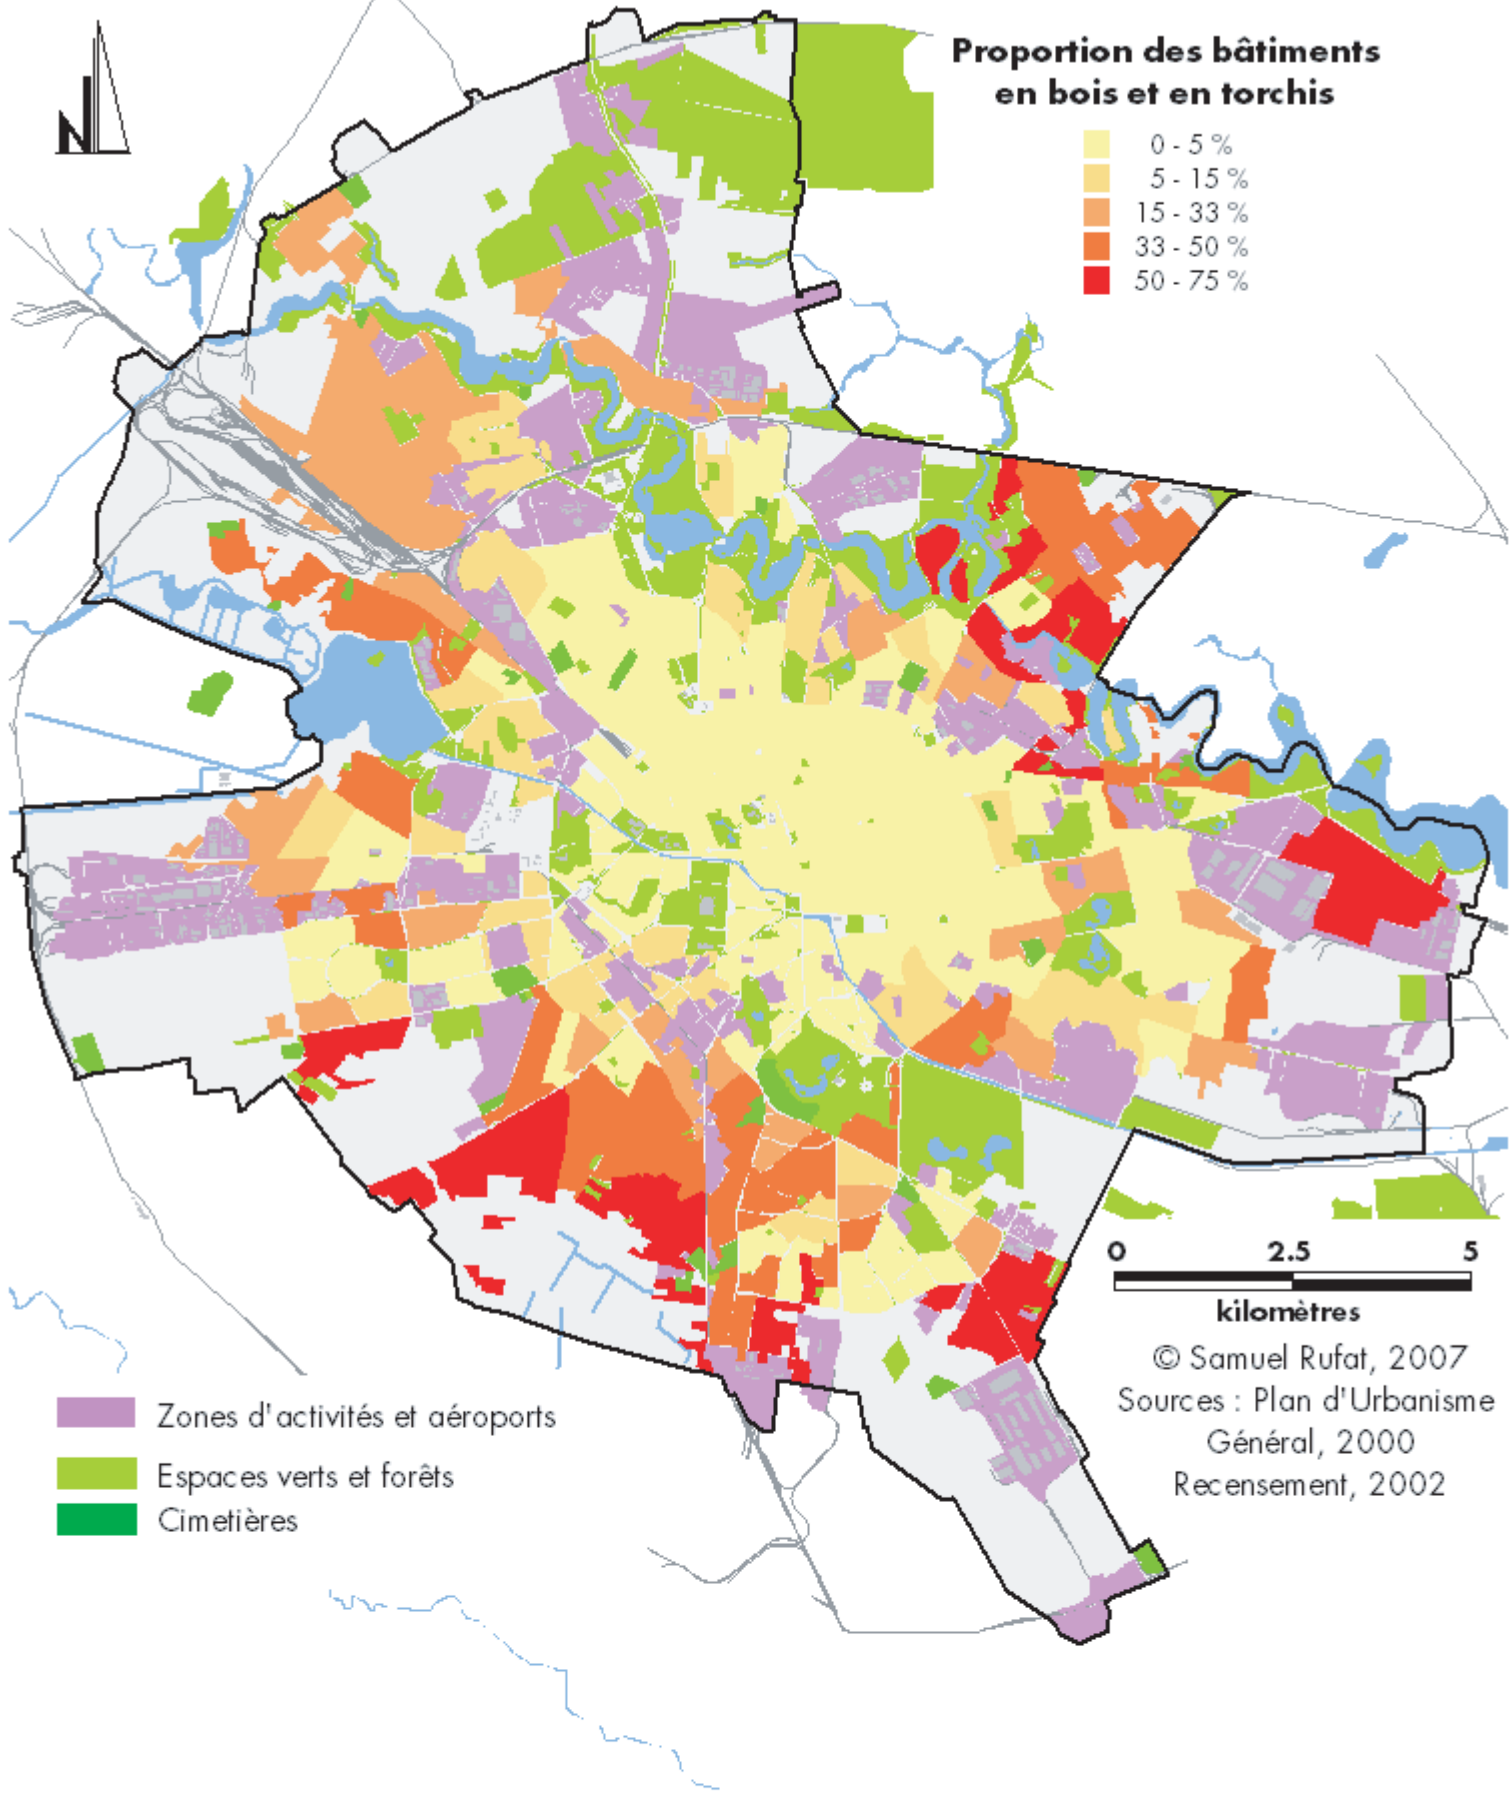 N
Proportion des bâtiments
en bois et en torchis
0 - 5 %
5 - 15 %
15 - 33 %
33 - 50 %
50 - 75 %
0 2.5 5
kilomètres
© Samuel Rufat, 2007
Sources : Plan d'Urbanisme
Général, 2000
Recensement, 2002
Zones d'activités et aéroports
Espaces verts et forêts
Cimetières